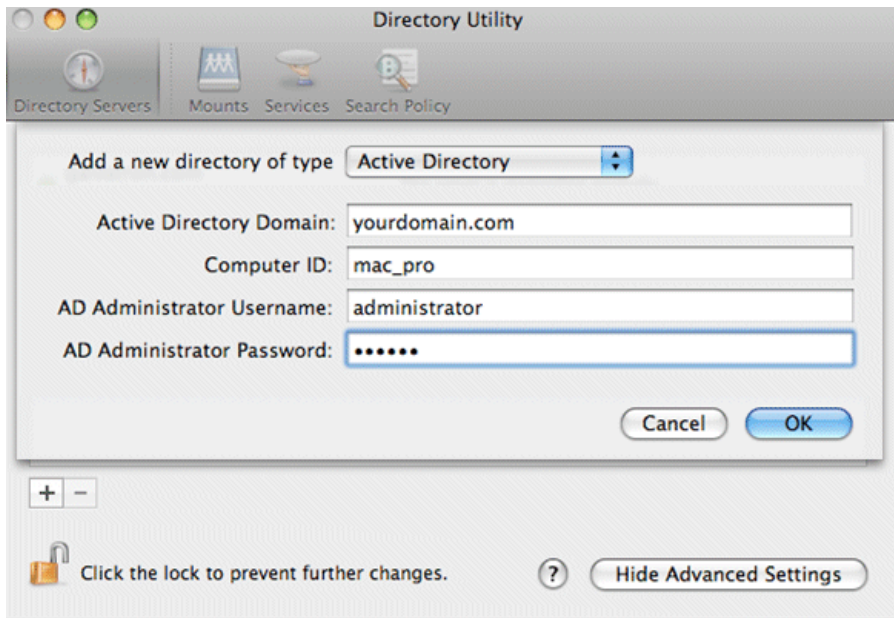 Directory Utility
Directory Servers Mounts Services Search Policy
Add a new directory of type Active Directory
Active Directory Domain: yourdomain.com
Computer ID: mac_pro
AD Administrator Username: administrator
AD Administrator Password: ••••••
Cancel OK
+ −
Click the lock to prevent further changes. ? Hide Advanced Settings